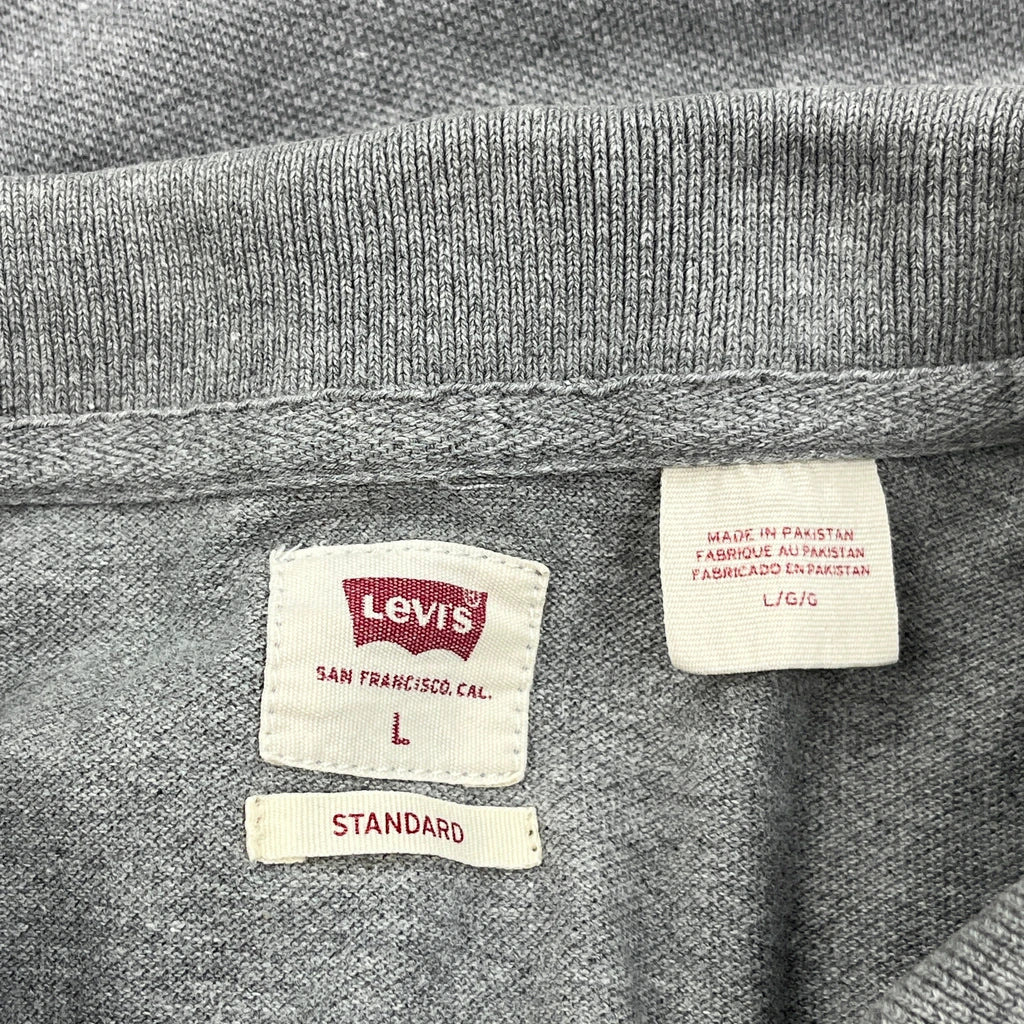 LEVI'S®
SAN FRANCISCO, CAL.
L
STANDARD
MADE IN PAKISTAN
FABRIQUE AU PAKISTAN
FABRICADO EN PAKISTAN
L/G/G